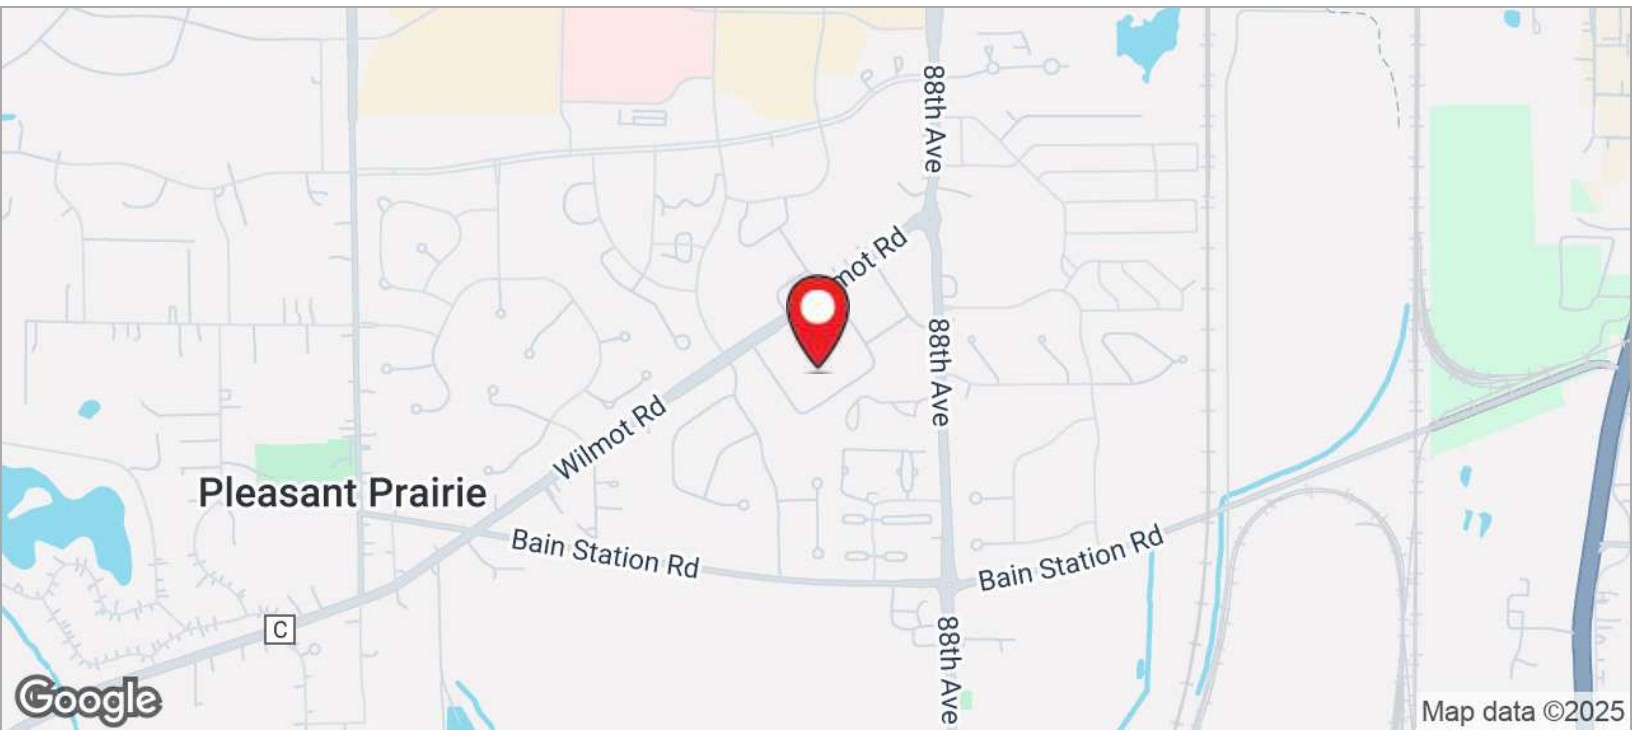 88th Ave
mot Rd
88th Ave
Wilmot Rd
Pleasant Prairie
Bain Station Rd
Bain Station Rd
C
88th Ave
Google
Map data ©2025